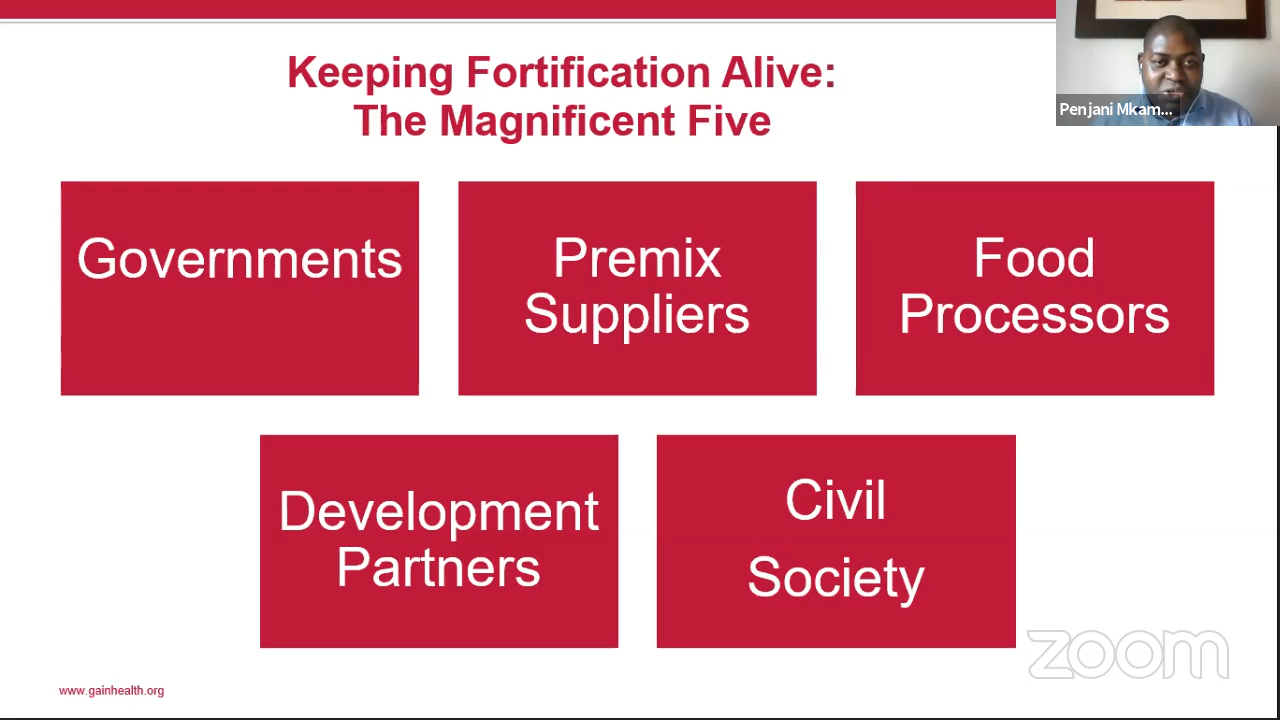 Keeping Fortification Alive:
The Magnificent Five
Penjani Mkam...
Governments
Premix
Suppliers
Food
Processors
Development
Partners
Civil
Society
zoom
www.gainhealth.org